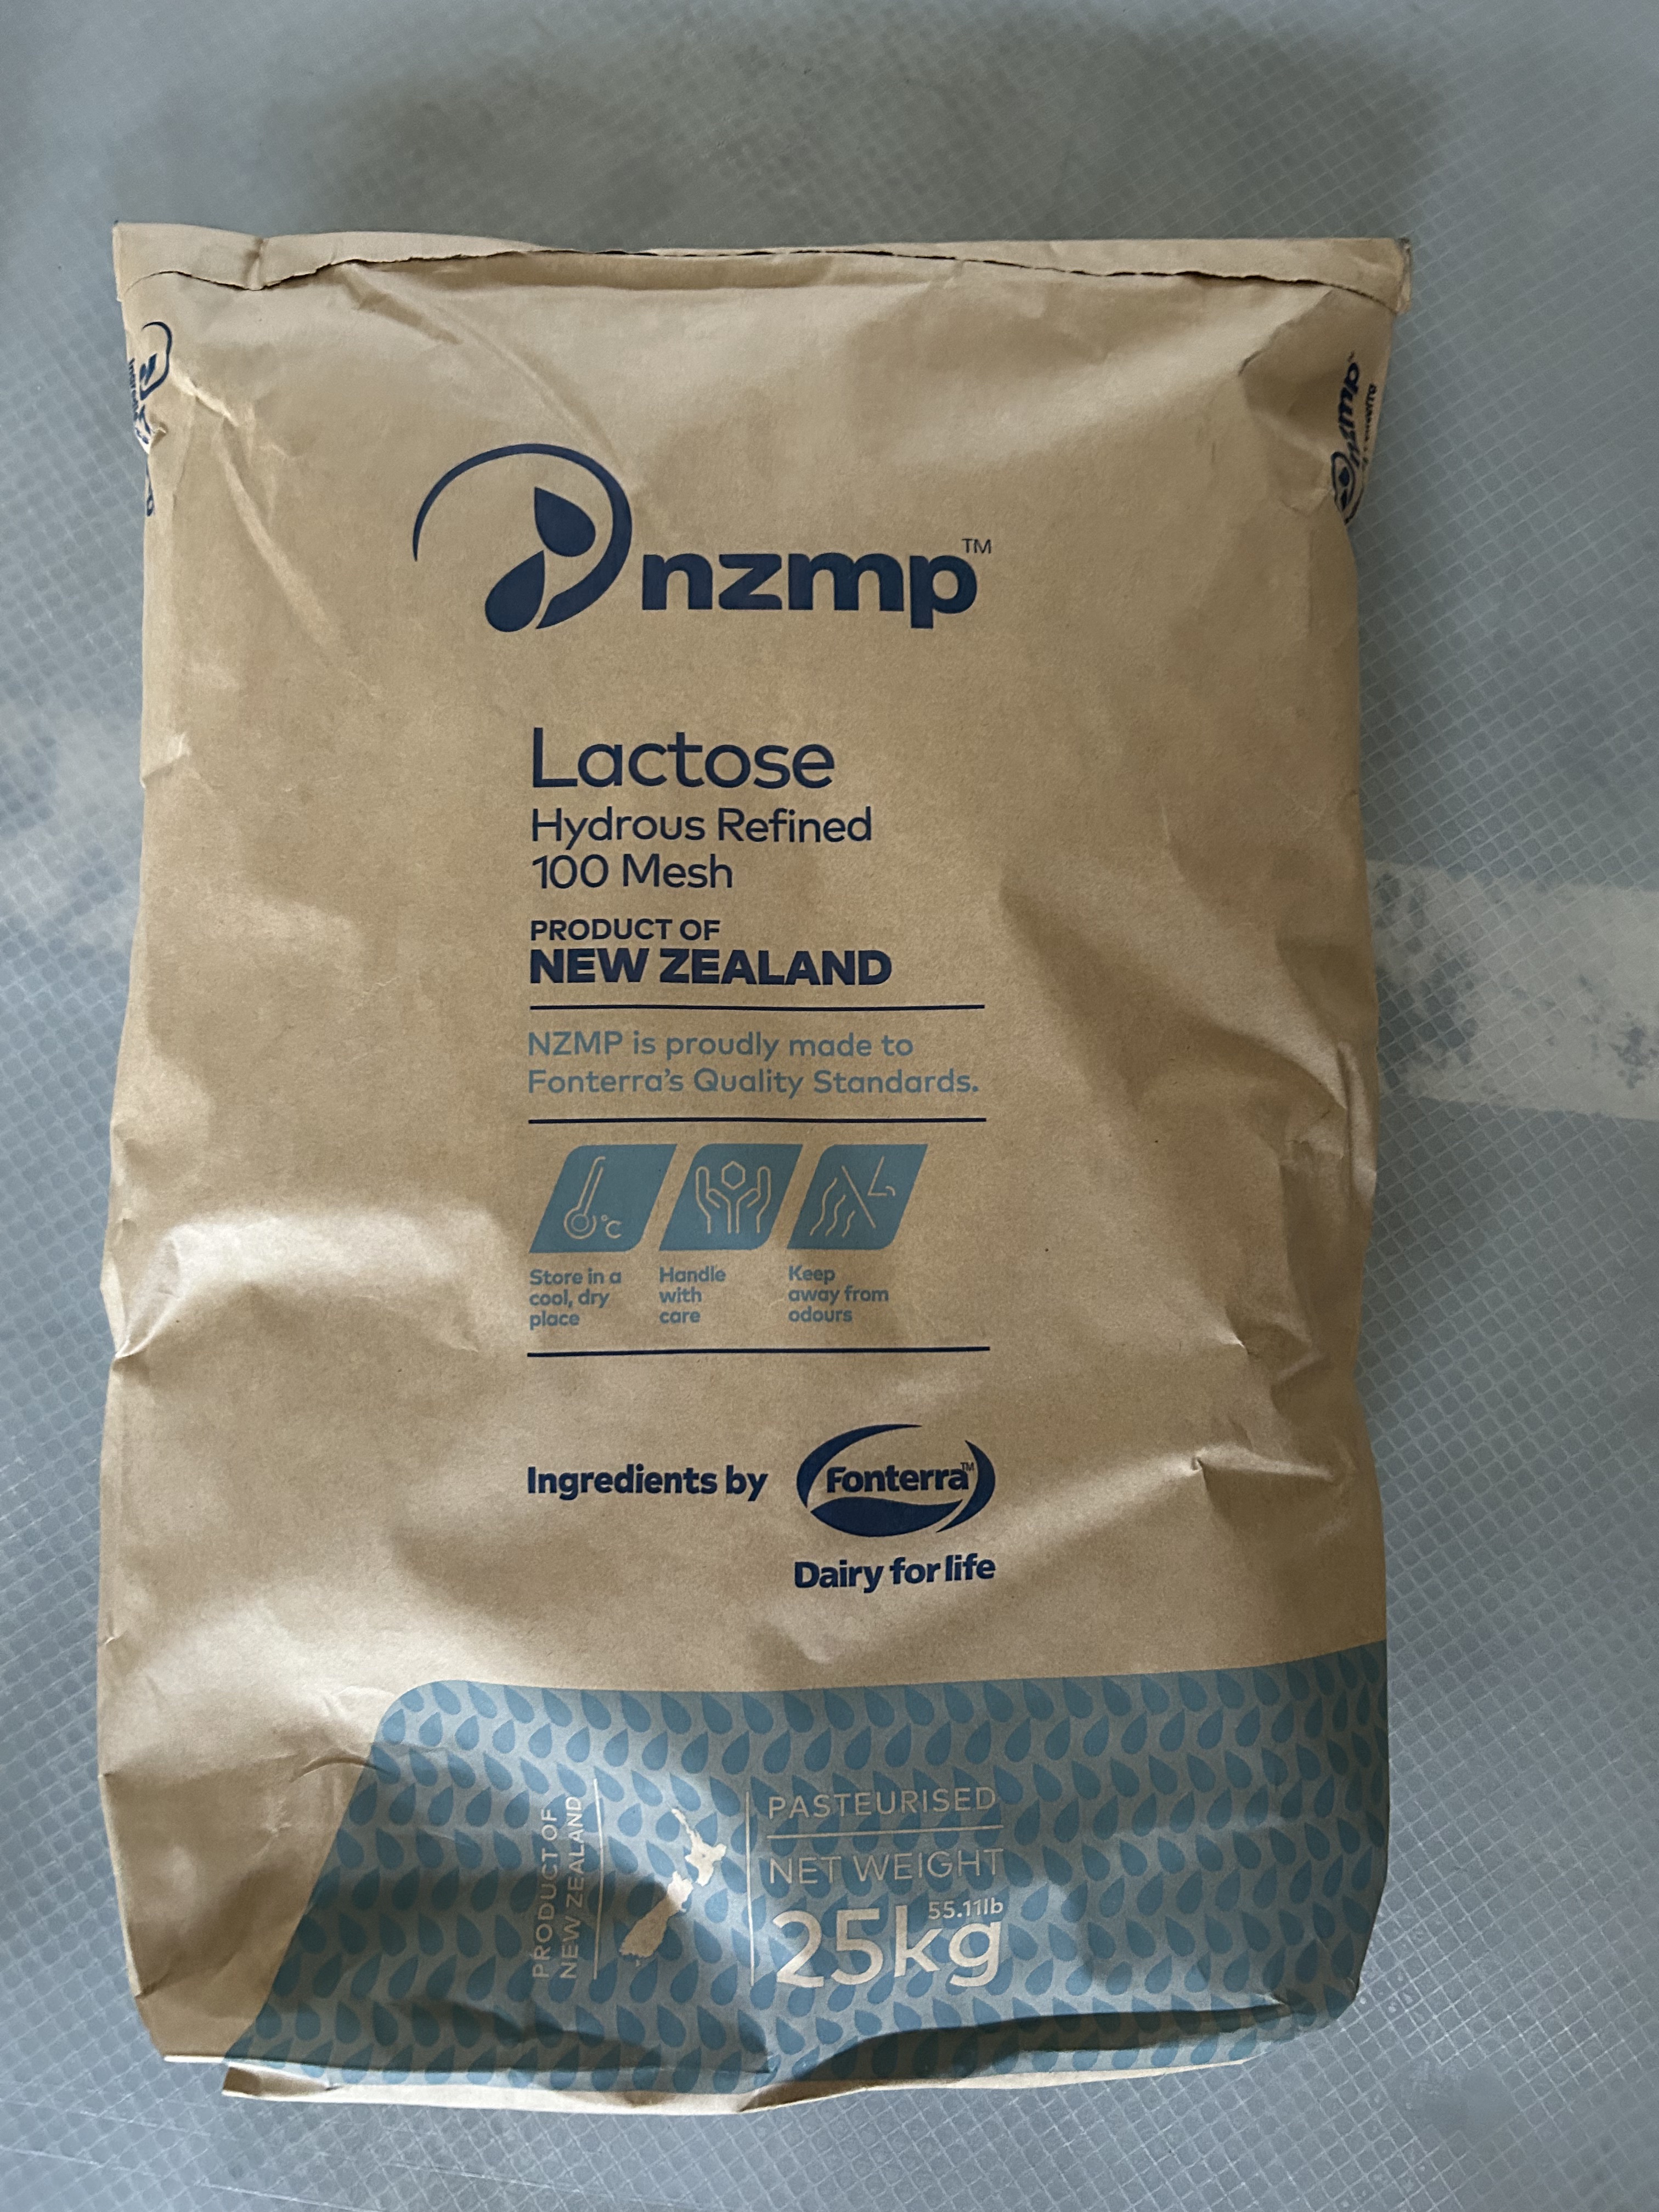 nzmp™
Lactose
Hydrous Refined
100 Mesh
PRODUCT OF
NEW ZEALAND
NZMP is proudly made to
Fonterra's Quality Standards.
°C
Store in a
cool, dry
place
Handle
with
care
Keep
away from
odours
Ingredients by
Fonterra™
Dairy for life
PRODUCT OF
NEW ZEALAND
PASTEURISED
NET WEIGHT
55.11lb
25kg
nzmp